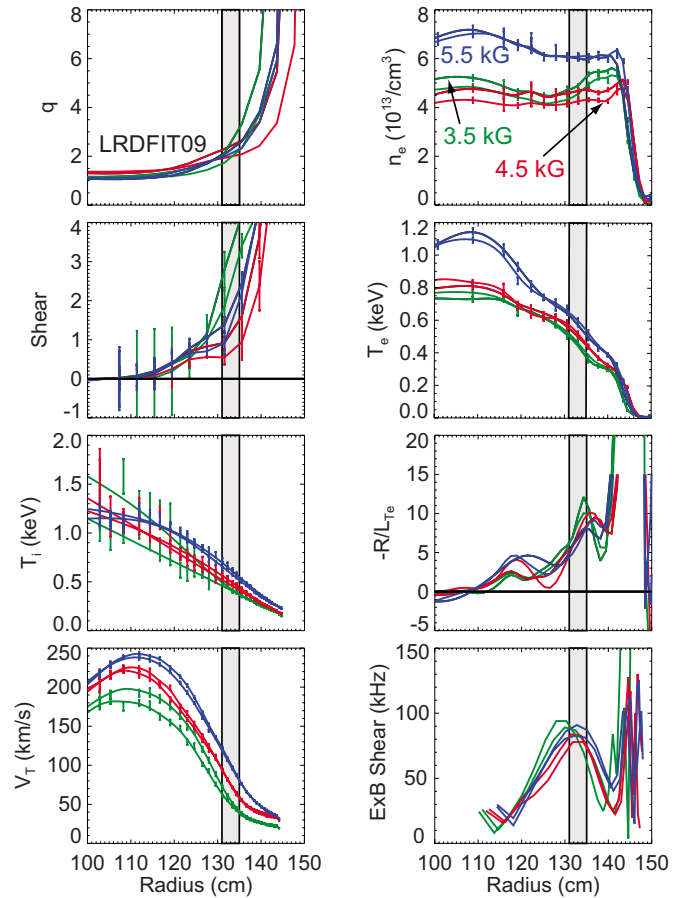 q
8
6
4
2
0
LRDFIT09
n_e (10^13/cm^3)
8
6
4
2
0
5.5 kG
3.5 kG
4.5 kG
Shear
4
3
2
1
0
-1
T_e (keV)
1.2
1.0
0.8
0.6
0.4
0.2
0.0
T_i (keV)
2.0
1.5
1.0
0.5
0.0
-R/L_Te
20
15
10
5
0
-5
V_T (km/s)
250
200
150
100
50
0
100 110 120 130 140 150
Radius (cm)
ExB Shear (kHz)
150
100
50
0
100 110 120 130 140 150
Radius (cm)